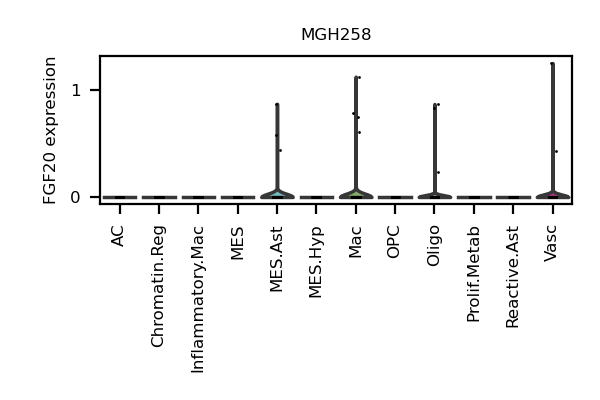 MGH258
FGF20 expression
1
0
AC
Chromatin.Reg
Inflammatory.Mac
MES
MES.Ast
MES.Hyp
Mac
OPC
Oligo
Prolif.Metab
Reactive.Ast
Vasc